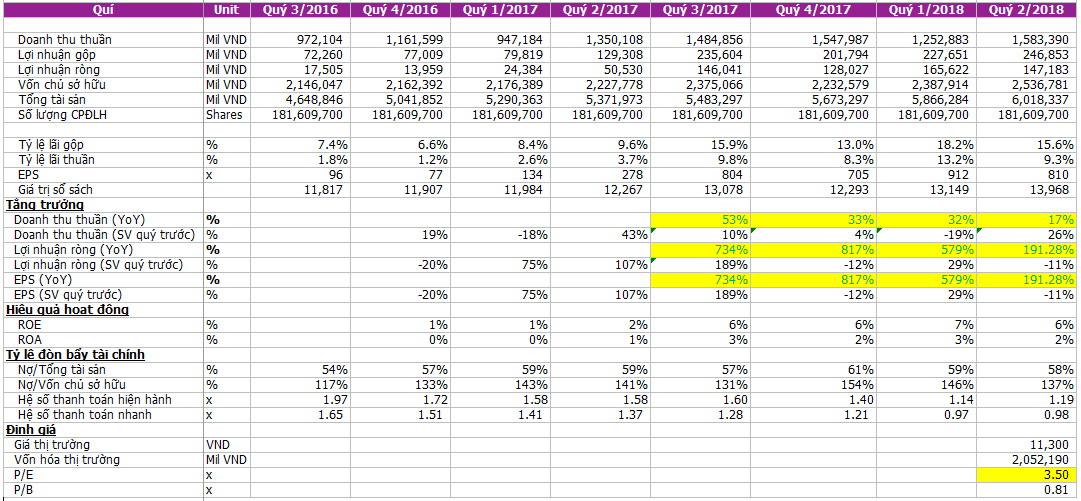 Quí Unit Quý 3/2016 Quý 4/2016 Quý 1/2017 Quý 2/2017 Quý 3/2017 Quý 4/2017 Quý 1/2018 Quý 2/2018
Doanh thu thuần Mil VND 972,104 1,161,599 947,184 1,350,108 1,484,856 1,547,987 1,252,883 1,583,390
Lợi nhuận gộp Mil VND 72,260 77,009 79,819 129,308 235,604 201,794 227,651 246,853
Lợi nhuận ròng Mil VND 17,505 13,959 24,384 50,530 146,041 128,027 165,622 147,183
Vốn chủ sở hữu Mil VND 2,146,047 2,162,392 2,176,389 2,227,778 2,375,066 2,232,579 2,387,914 2,536,781
Tổng tài sản Mil VND 4,648,846 5,041,852 5,290,363 5,371,973 5,483,297 5,673,297 5,866,284 6,018,337
Số lượng CPĐLH Shares 181,609,700 181,609,700 181,609,700 181,609,700 181,609,700 181,609,700 181,609,700 181,609,700
Tỷ lệ lãi gộp % 7.4% 6.6% 8.4% 9.6% 15.9% 13.0% 18.2% 15.6%
Tỷ lệ lãi thuần % 1.8% 1.2% 2.6% 3.7% 9.8% 8.3% 13.2% 9.3%
EPS x 96 77 134 278 804 705 912 810
Giá trị sổ sách 11,817 11,907 11,984 12,267 13,078 12,293 13,149 13,968
Tăng trưởng
Doanh thu thuần (YoY) % 53% 33% 32% 17%
Doanh thu thuần (SV quý trước) % 19% -18% 43% 10% 4% -19% 26%
Lợi nhuận ròng (YoY) % 734% 817% 579% 191.28%
Lợi nhuận ròng (SV quý trước) % -20% 75% 107% 189% -12% 29% -11%
EPS (YoY) % 734% 817% 579% 191.28%
EPS (SV quý trước) % -20% 75% 107% 189% -12% 29% -11%
Hiệu quả hoạt động
ROE % 1% 1% 2% 6% 6% 7% 6%
ROA % 0% 0% 1% 3% 2% 3% 2%
Tỷ lệ đòn bẩy tài chính
Nợ/Tổng tài sản % 54% 57% 59% 59% 57% 61% 59% 58%
Nợ/Vốn chủ sở hữu % 117% 133% 143% 141% 131% 154% 146% 137%
Hệ số thanh toán hiện hành x 1.97 1.72 1.58 1.58 1.60 1.40 1.14 1.19
Hệ số thanh toán nhanh x 1.65 1.51 1.41 1.37 1.28 1.21 0.97 0.98
Định giá
Giá thị trường VND 11,300
Vốn hóa thị trường Mil VND 2,052,190
P/E x 3.50
P/B x 0.81